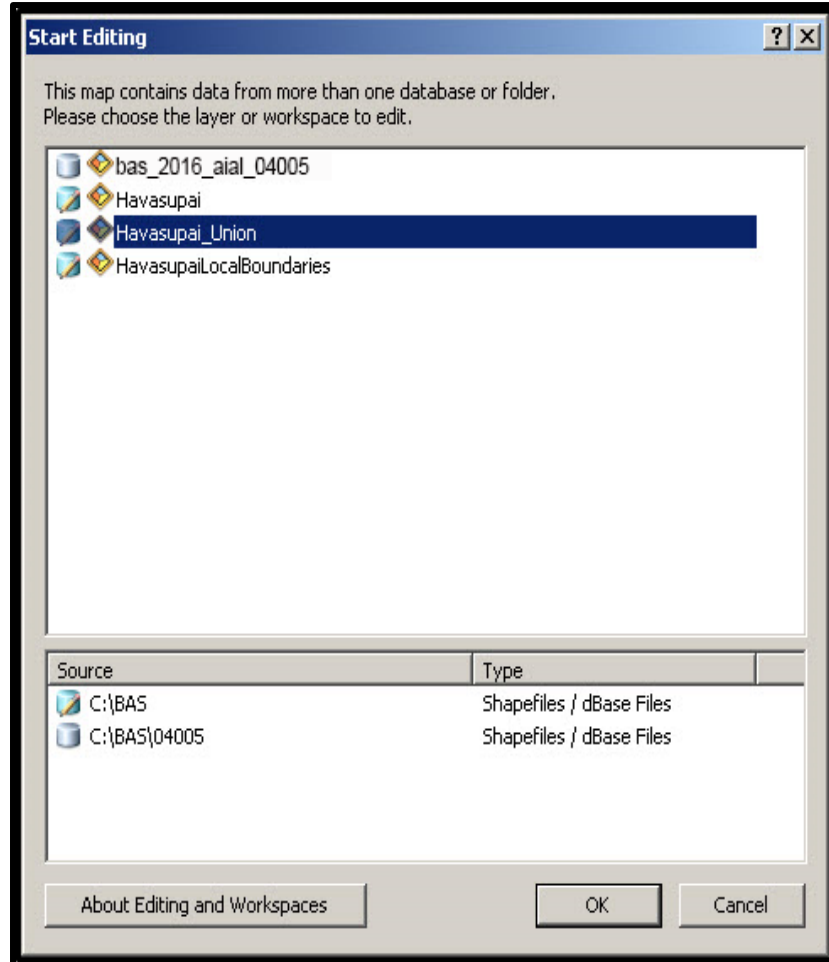 Start Editing
This map contains data from more than one database or folder.
Please choose the layer or workspace to edit.
bas_2016_aial_04005
Havasupai
Havasupai_Union
HavasupaiLocalBoundaries
Source Type
C:\BAS Shapefiles / dBase Files
C:\BAS\04005 Shapefiles / dBase Files
About Editing and Workspaces OK Cancel